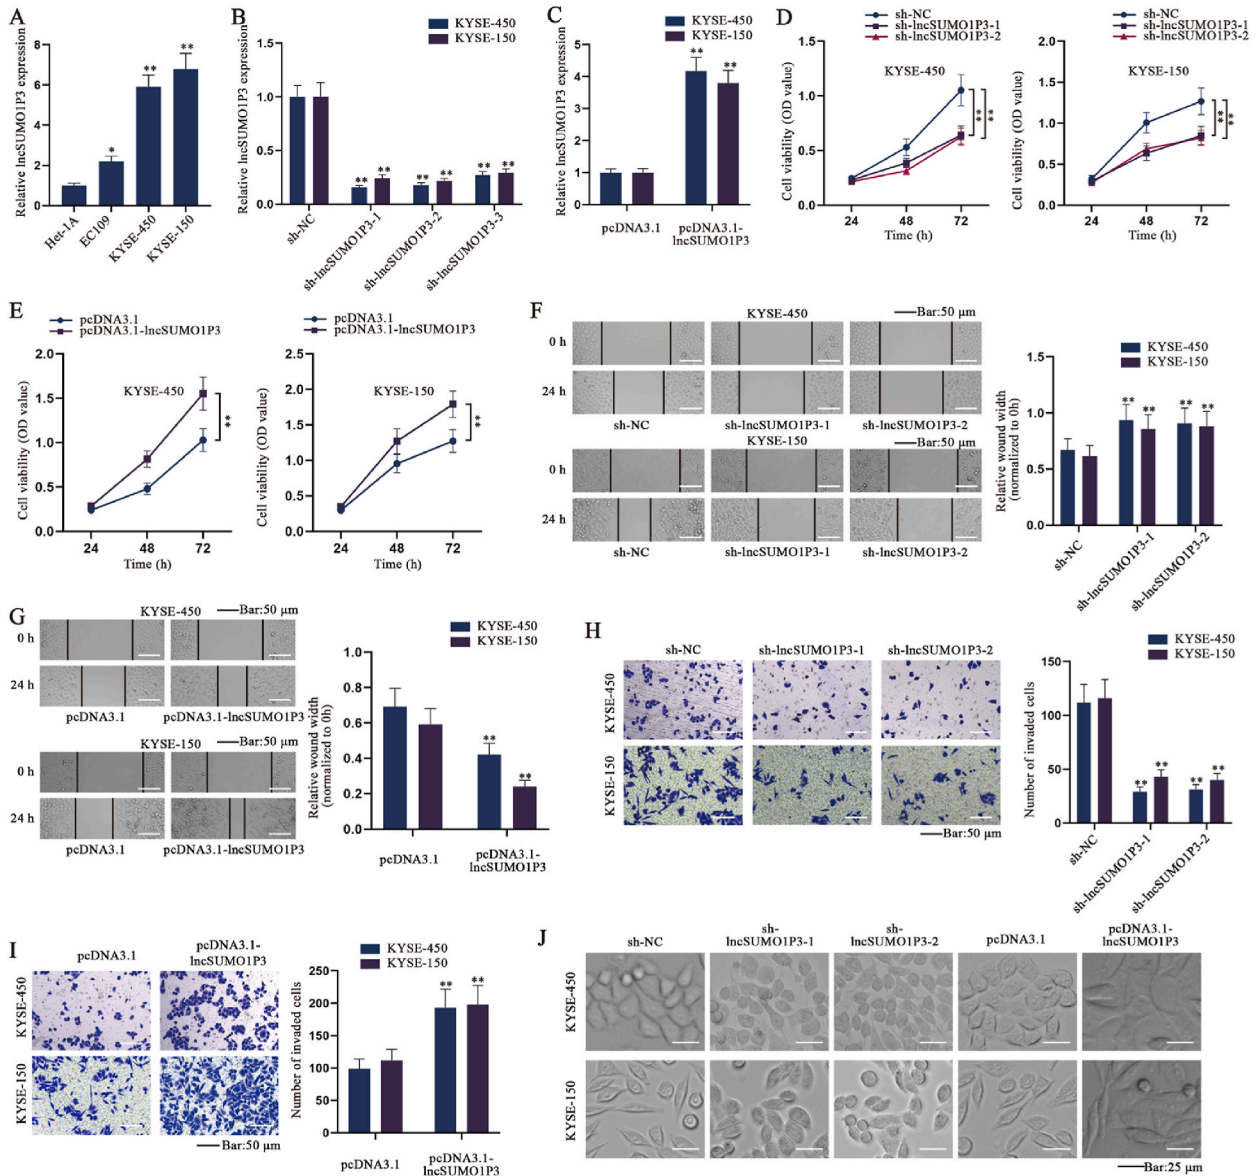 A
Relative lncSUMO1P3 expression
8
6
4
2
0
*
**
**
Het-1A
EC109
KYSE-450
KYSE-150
B
KYSE-450
KYSE-150
Relative lncSUMO1P3 expression
1.5
1.0
0.5
0.0
** ** ** ** ** **
sh-NC
sh-lncSUMO1P3-1
sh-lncSUMO1P3-2
sh-lncSUMO1P3-3
C
KYSE-450
KYSE-150
Relative lncSUMO1P3 expression
5
4
3
2
1
0
** **
pcDNA3.1
pcDNA3.1-
lncSUMO1P3
D
sh-NC
sh-lncSUMO1P3-1
sh-lncSUMO1P3-2
KYSE-450
Cell viability (OD value)
1.5
1.0
0.5
0.0
** **
24 48 72
Time (h)
sh-NC
sh-lncSUMO1P3-1
sh-lncSUMO1P3-2
KYSE-150
Cell viability (OD value)
2.0
1.5
1.0
0.5
0.0
** **
24 48 72
Time (h)
E
pcDNA3.1
pcDNA3.1-lncSUMO1P3
KYSE-450
Cell viability (OD value)
2.0
1.5
1.0
0.5
0.0
**
24 48 72
Time (h)
pcDNA3.1
pcDNA3.1-lncSUMO1P3
KYSE-150
Cell viability (OD value)
2.5
2.0
1.5
1.0
0.5
0.0
**
24 48 72
Time (h)
F
KYSE-450 Bar:50 μm
0 h
24 h
sh-NC sh-lncSUMO1P3-1 sh-lncSUMO1P3-2
KYSE-150 Bar:50 μm
0 h
24 h
sh-NC sh-lncSUMO1P3-1 sh-lncSUMO1P3-2
KYSE-450
KYSE-150
Relative wound width
(normalized to 0h)
1.5
1.0
0.5
0.0
** ** ** **
sh-NC
sh-lncSUMO1P3-1
sh-lncSUMO1P3-2
G
KYSE-450 Bar:50 μm
0 h
24 h
pcDNA3.1 pcDNA3.1-lncSUMO1P3
KYSE-150 Bar:50 μm
0 h
24 h
pcDNA3.1 pcDNA3.1-lncSUMO1P3
KYSE-450
KYSE-150
Relative wound width
(normalized to 0h)
1.0
0.8
0.6
0.4
0.2
0.0
** **
pcDNA3.1
pcDNA3.1-
lncSUMO1P3
H
sh-NC sh-lncSUMO1P3-1 sh-lncSUMO1P3-2
KYSE-450
KYSE-150
Bar:50 μm
KYSE-450
KYSE-150
Number of invaded cells
150
100
50
0
** ** ** **
sh-NC
sh-lncSUMO1P3-1
sh-lncSUMO1P3-2
I
pcDNA3.1
pcDNA3.1-
lncSUMO1P3
KYSE-450
KYSE-150
Bar:50 μm
KYSE-450
KYSE-150
Number of invaded cells
250
200
150
100
50
0
** **
pcDNA3.1
pcDNA3.1-
lncSUMO1P3
J
sh-NC
sh-
lncSUMO1P3-1
sh-
lncSUMO1P3-2
pcDNA3.1
pcDNA3.1-
lncSUMO1P3
KYSE-450
KYSE-150
Bar:25 μm